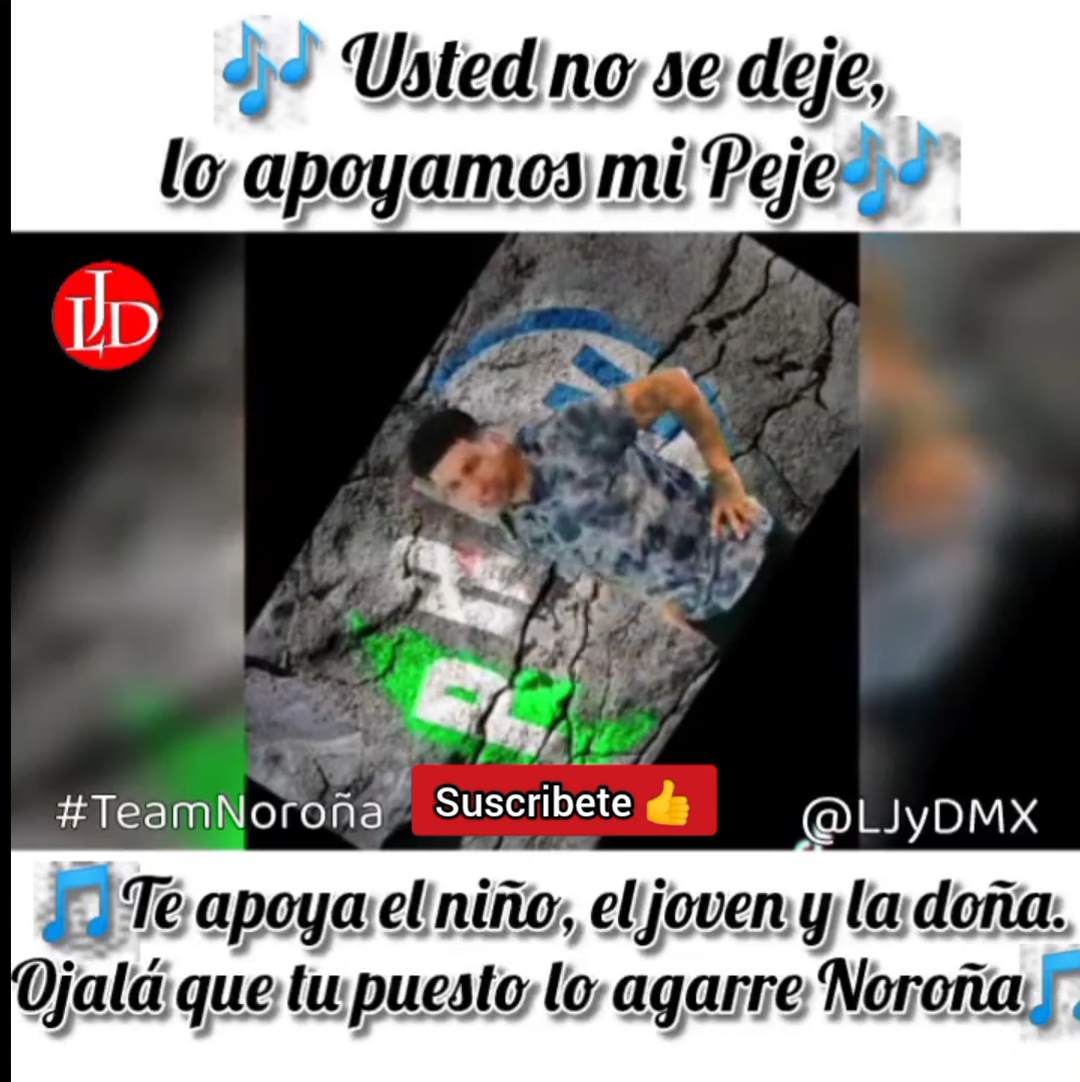 Usted no se deje,
lo apoyamos mi Peje
LJD
#TeamNoroña
Suscribete
@LJyDMX
Te apoya el niño, el joven y la doña.
Ojalá que tu puesto lo agarre Noroña